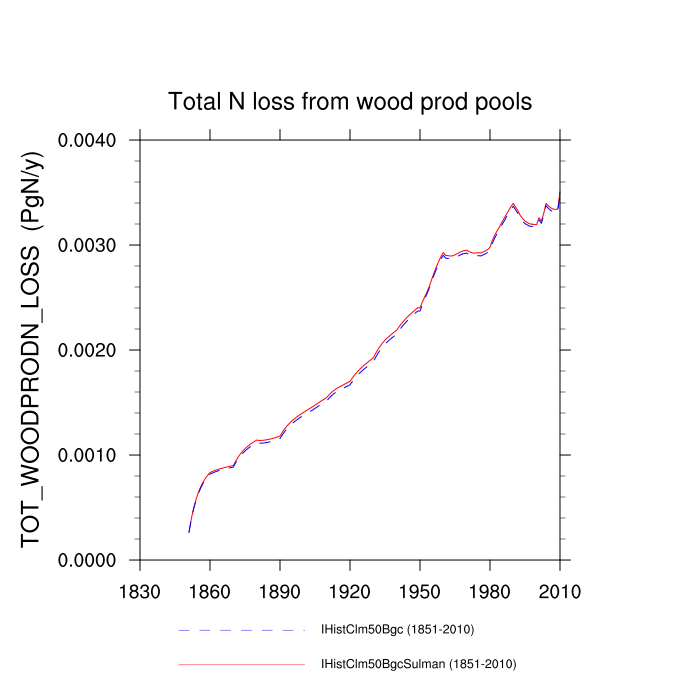 Total N loss from wood prod pools
TOT_WOODPRODN_LOSS (PgN/y)
0.0040
0.0030
0.0020
0.0010
0.0000
1830 1860 1890 1920 1950 1980 2010
IHistClm50Bgc (1851-2010)
IHistClm50BgcSulman (1851-2010)